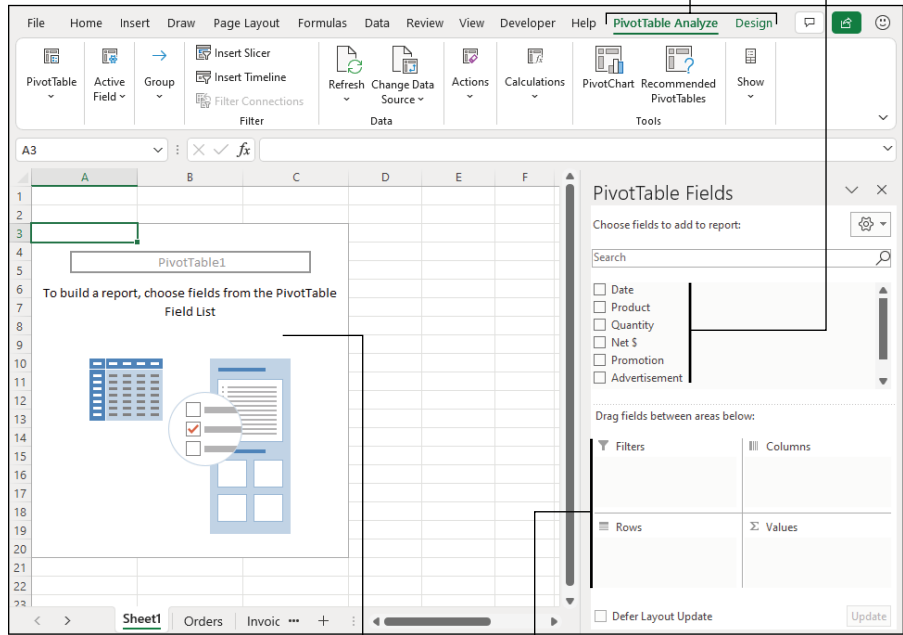 File Home Insert Draw Page Layout Formulas Data Review View Developer Help PivotTable Analyze Design
PivotTable
Active Field
Group
Insert Slicer
Insert Timeline
Filter Connections
Filter
Refresh
Change Data Source
Data
Actions
Calculations
PivotChart
Recommended PivotTables
Tools
Show
A3
fx
A B C D E F
1
2
3
4
5
6
7
8
9
10
11
12
13
14
15
16
17
18
19
20
21
22
23
PivotTable1
To build a report, choose fields from the PivotTable
Field List
PivotTable Fields
Choose fields to add to report:
Search
Date
Product
Quantity
Net $
Promotion
Advertisement
Drag fields between areas below:
Filters
Columns
Rows
Σ Values
Defer Layout Update
Update
Sheet1 Orders Invoic ···